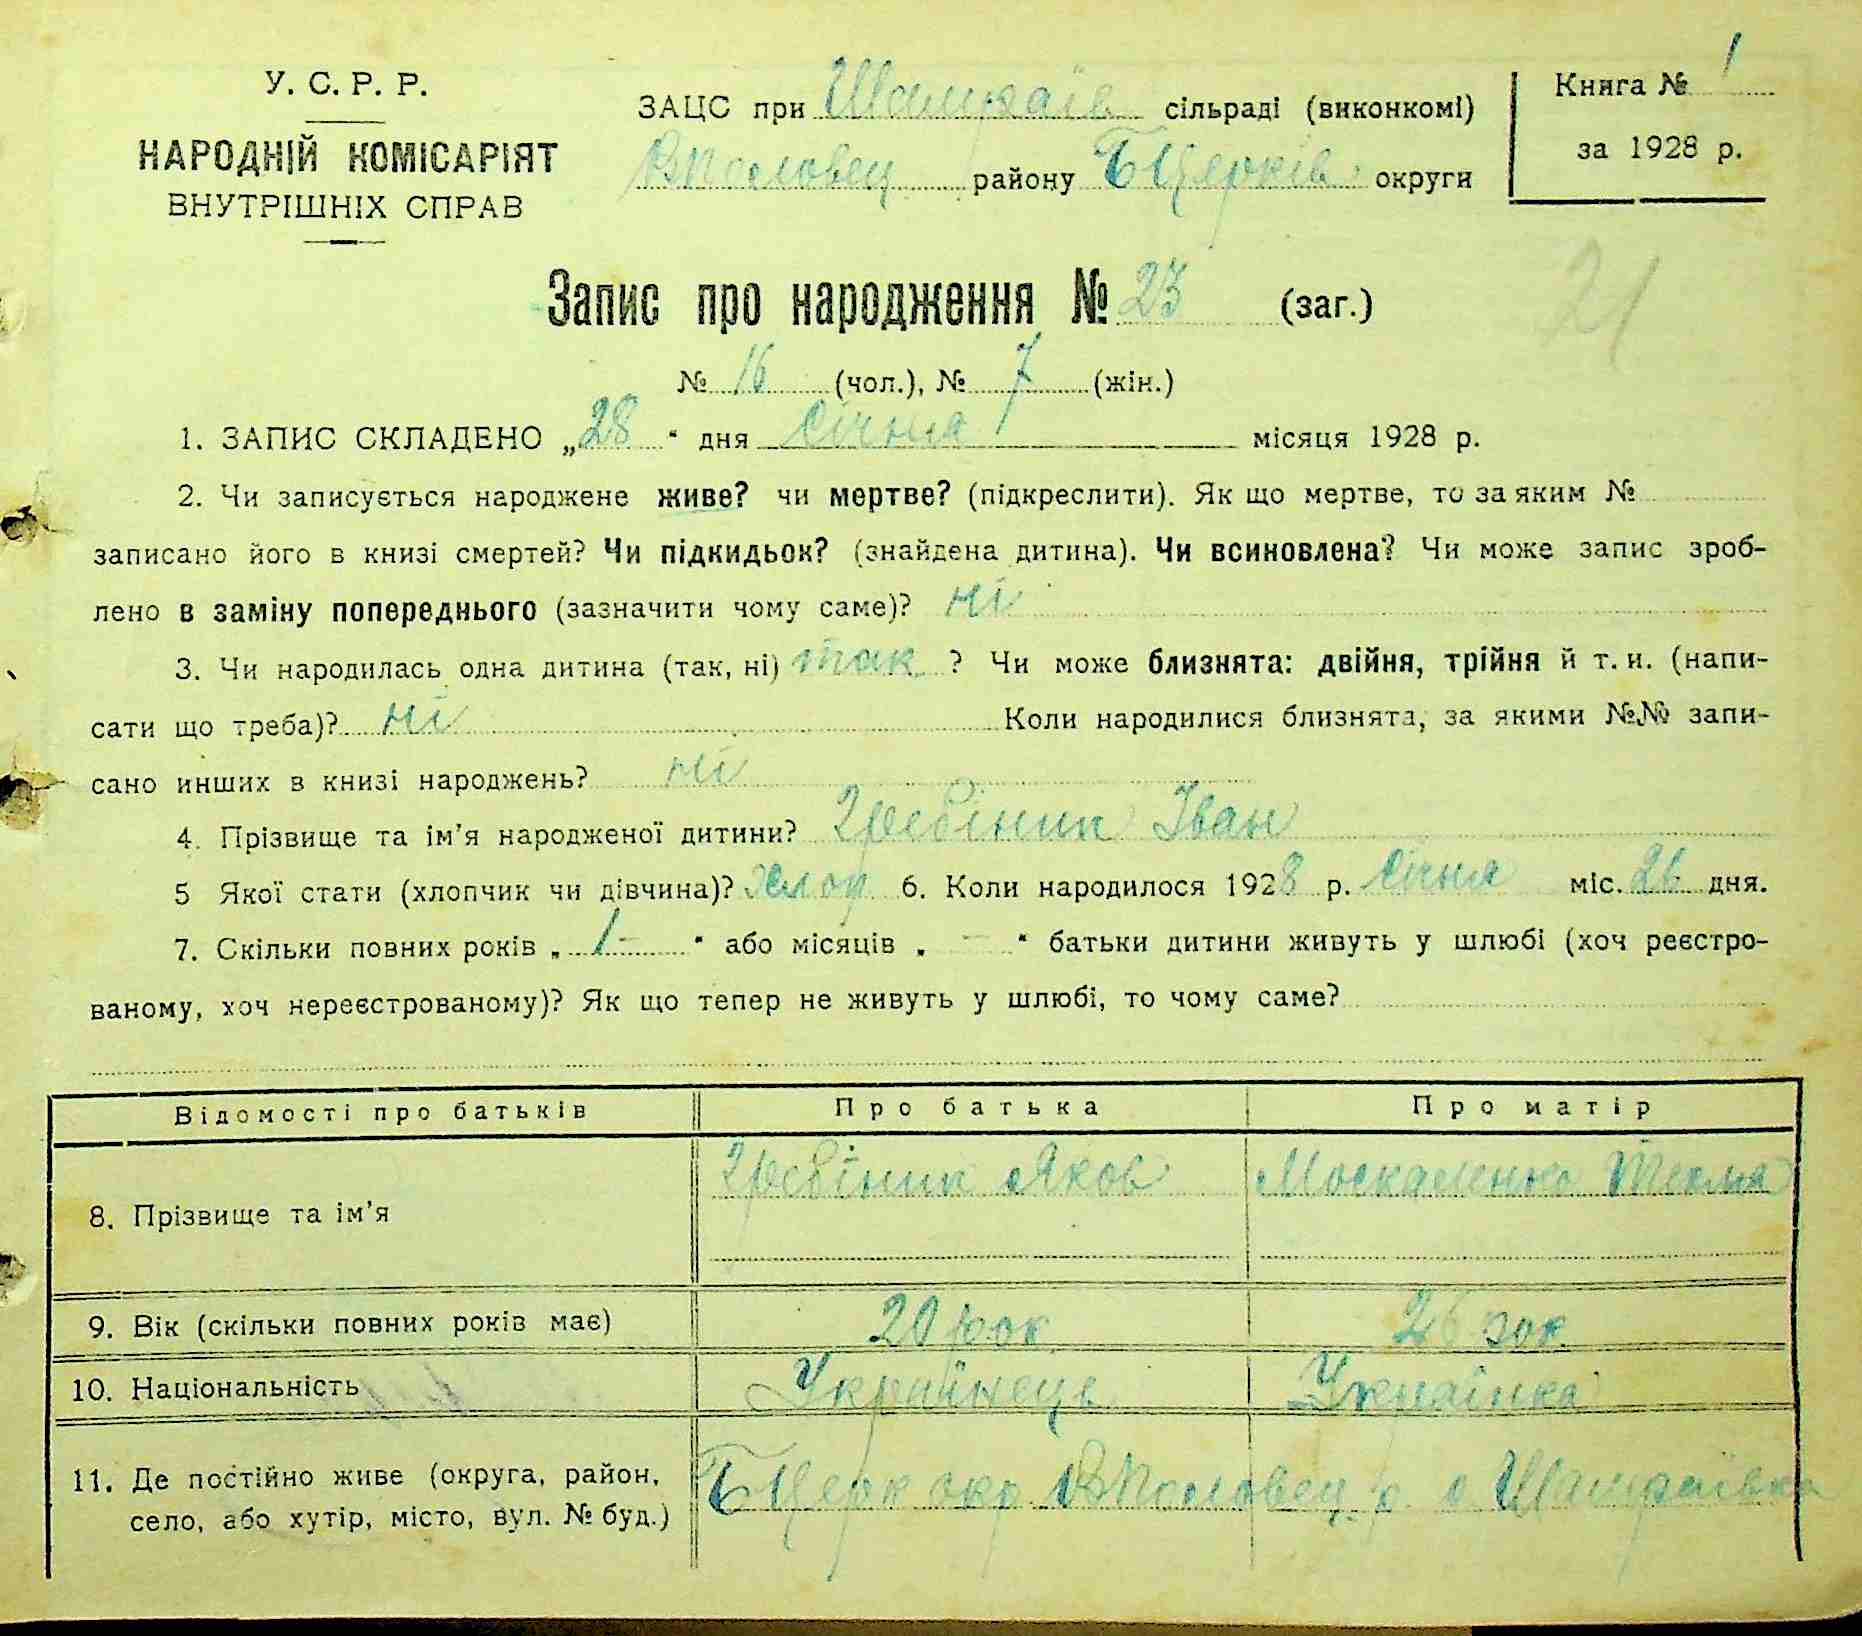 У. С. Р. Р.
НАРОДНІЙ КОМІСАРІЯТ
ВНУТРІШНІХ СПРАВ
ЗАЦС при Шамраїв сільраді (виконкомі)
ВПоловец району БЦерків округи
Книга № 1
за 1928 р.
Запис про народження № 23 (заг.)
21
№ 16 (чол.), № 7 (жін.)
1. ЗАПИС СКЛАДЕНО „28" дня січня місяця 1928 р.
2. Чи записується народжене живе? чи мертве? (підкреслити). Як що мертве, то за яким №
записано його в книзі смертей? Чи підкидьок? (знайдена дитина). Чи всиновлена? Чи може запис зроб-
лено в заміну попереднього (зазначити чому саме)? ні
3. Чи народилась одна дитина (так, ні) так ? Чи може близнята: двійня, трійня й т. и. (напи-
сати що треба)? ні Коли народилися близнята, за якими №№ запи-
сано инших в книзі народжень? ні
4. Прізвище та ім'я народженої дитини? Гребіник Іван
5 Якої стати (хлопчик чи дівчина)? хлоп 6. Коли народилося 1928 р. січня міс. 26 дня.
7. Скільки повних років „ 1 - " або місяців „ - " батьки дитини живуть у шлюбі (хоч реєстро-
ваному, хоч нереєстрованому)? Як що тепер не живуть у шлюбі, то чому саме?
Відомості про батьків Про батька Про матір
8. Прізвище та ім'я Гребіник Яков Москаленко Текля
9. Вік (скільки повних років має) 20 рок 26 рок
10. Національність Українець Українка
11. Де постійно живе (округа, район,
село, або хутір, місто, вул. № буд.) БЦерк окр ВПоловец р. с Шамраївка